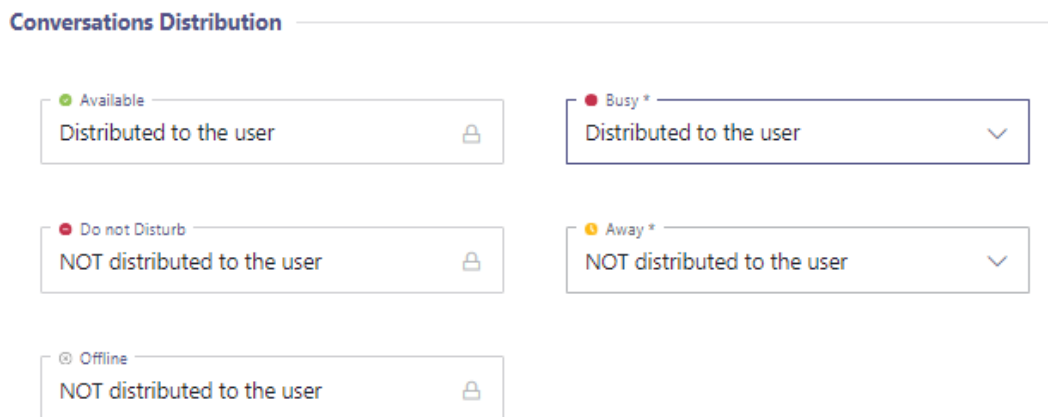 Conversations Distribution
Available
Distributed to the user
Busy *
Distributed to the user
Do not Disturb
NOT distributed to the user
Away *
NOT distributed to the user
Offline
NOT distributed to the user